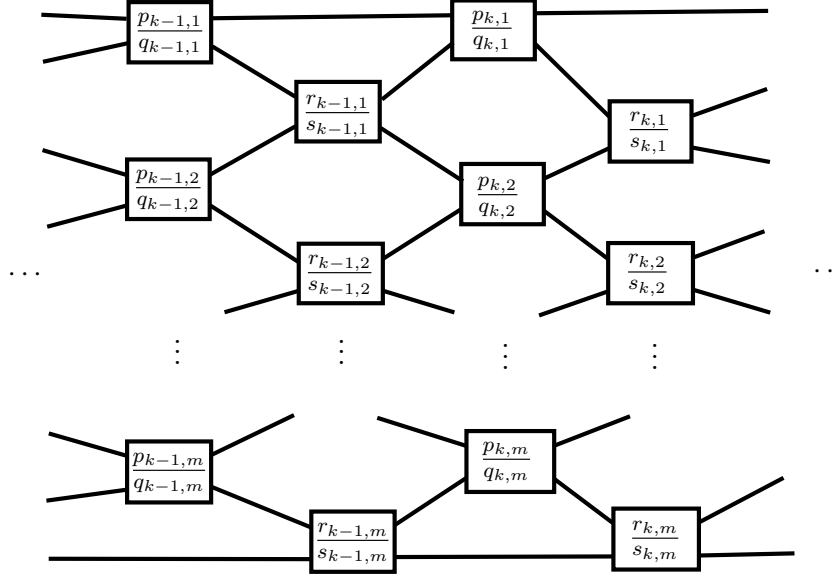 p_{k-1,1}/q_{k-1,1} p_{k,1}/q_{k,1}
r_{k-1,1}/s_{k-1,1} r_{k,1}/s_{k,1}
p_{k-1,2}/q_{k-1,2} p_{k,2}/q_{k,2}
... r_{k-1,2}/s_{k-1,2} r_{k,2}/s_{k,2} ..
⋮ ⋮ ⋮ ⋮
p_{k-1,m}/q_{k-1,m} p_{k,m}/q_{k,m}
r_{k-1,m}/s_{k-1,m} r_{k,m}/s_{k,m}